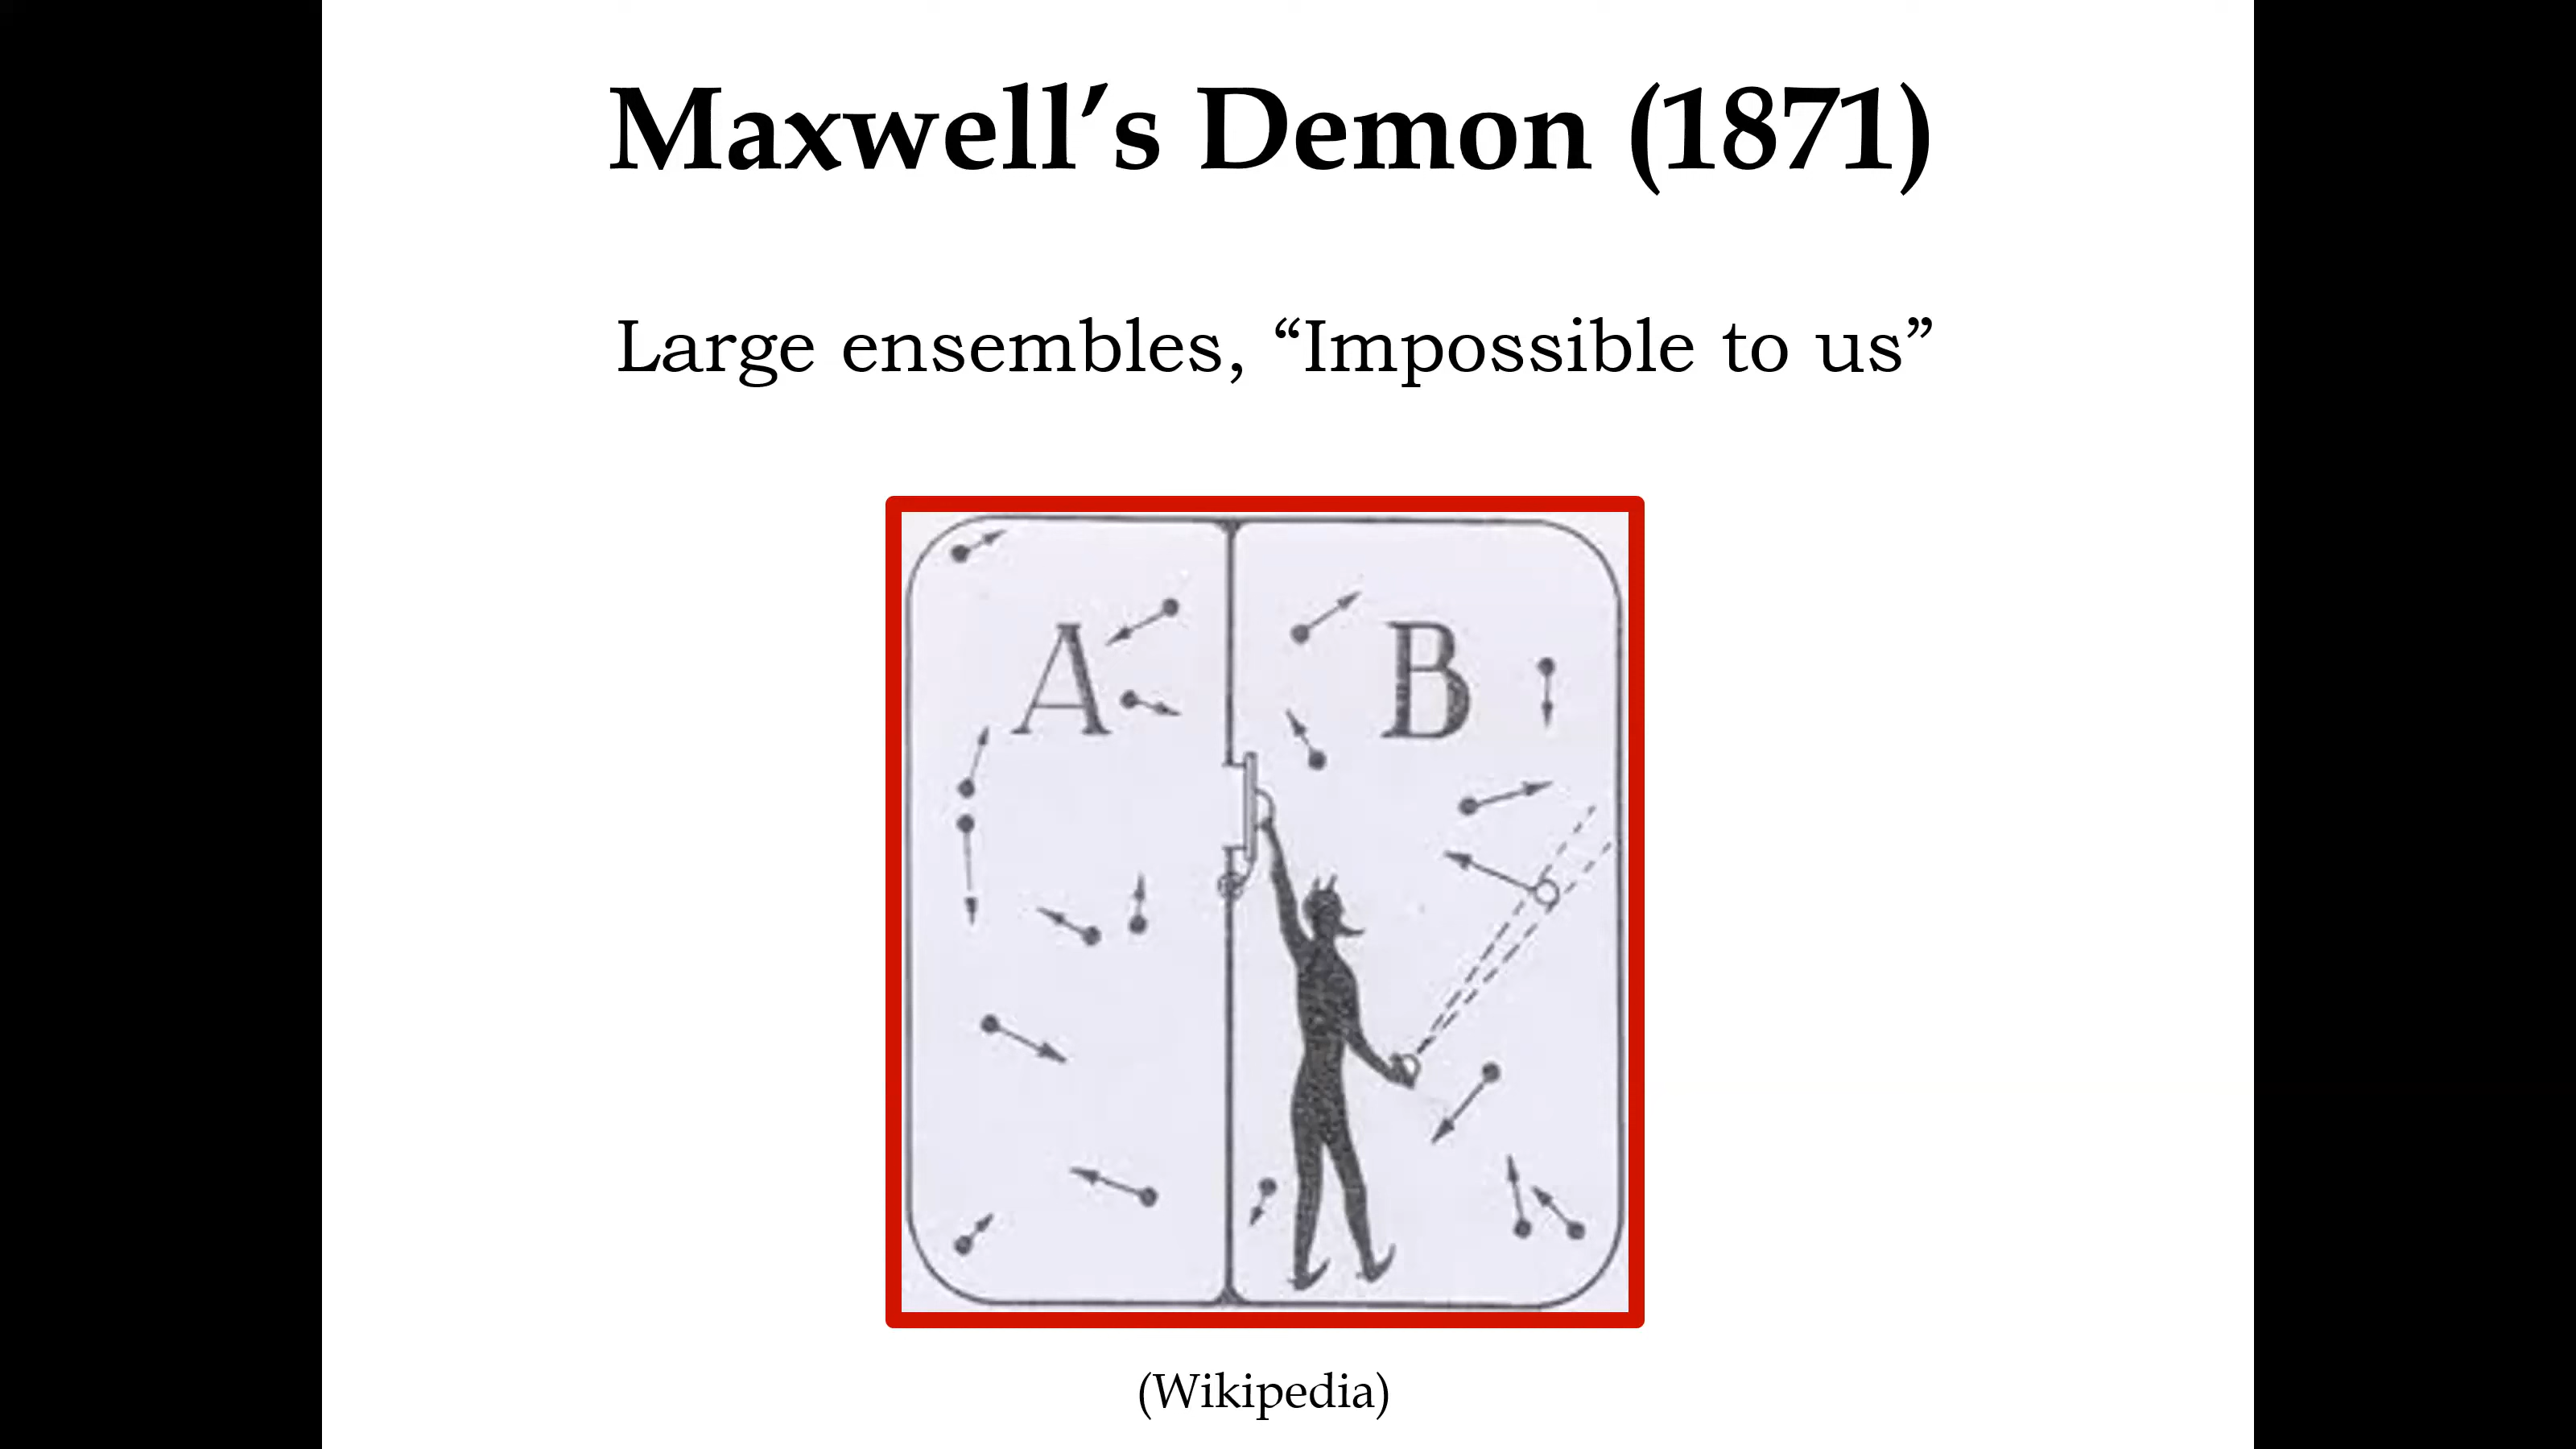 Maxwell’s Demon (1871)
Large ensembles, “Impossible to us”
A
B
(Wikipedia)